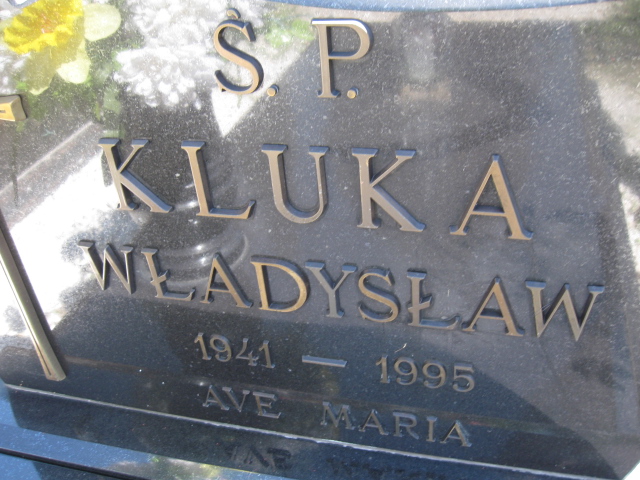 Ś. P.
KLUKA
WŁADYSŁAW
1941 — 1995
AVE MARIA